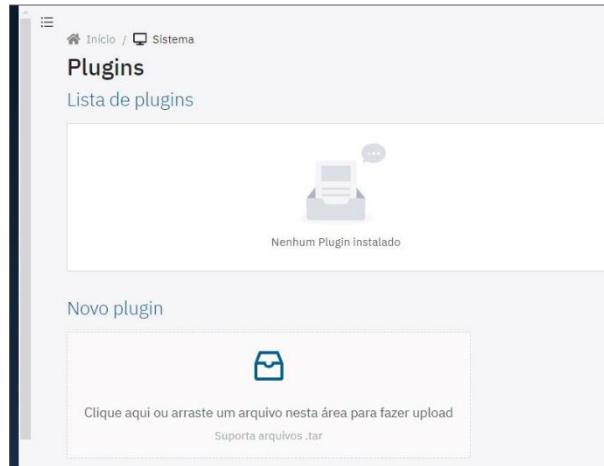 Início / Sistema
Plugins
Lista de plugins
Nenhum Plugin instalado
Novo plugin
Clique aqui ou arraste um arquivo nesta área para fazer upload
Suporta arquivos .tar